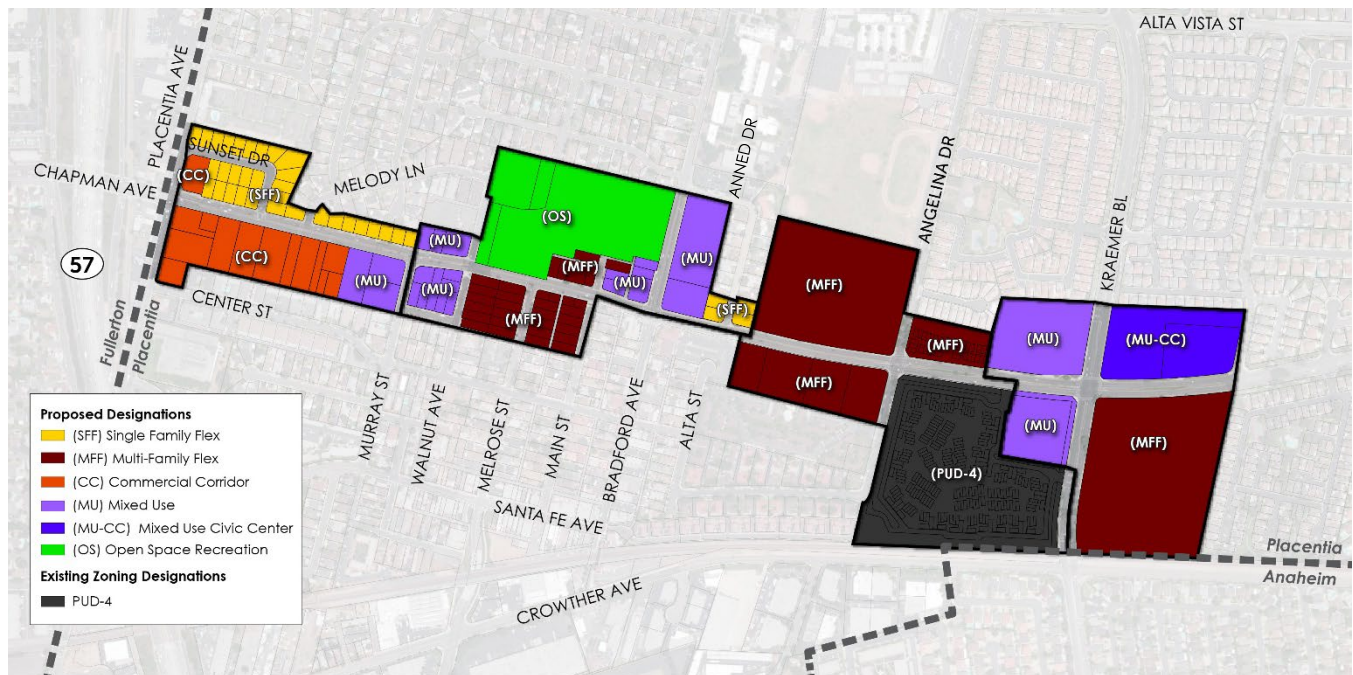 ALTA VISTA ST
PLACENTIA AVE
CHAPMAN AVE
SUNSET DR
(CC)
(SFF)
MELODY LN
ANNED DR
ANGELINA DR
KRAEMER BL
(OS)
(MU)
(MU)
(CC)
(MU)
(MU)
(MFF)
(MU)
(MFF)
(SFF)
(MFF)
(MFF)
(MFF)
(MU)
(MU-CC)
(MU)
(MFF)
(PUD-4)
57
CENTER ST
Fullerton
Placentia
MURRAY ST
WALNUT AVE
MELROSE ST
MAIN ST
BRADFORD AVE
ALTA ST
SANTA FE AVE
CROWTHER AVE
Placentia
Anaheim
Proposed Designations
(SFF) Single Family Flex
(MFF) Multi-Family Flex
(CC) Commercial Corridor
(MU) Mixed Use
(MU-CC) Mixed Use Civic Center
(OS) Open Space Recreation
Existing Zoning Designations
PUD-4